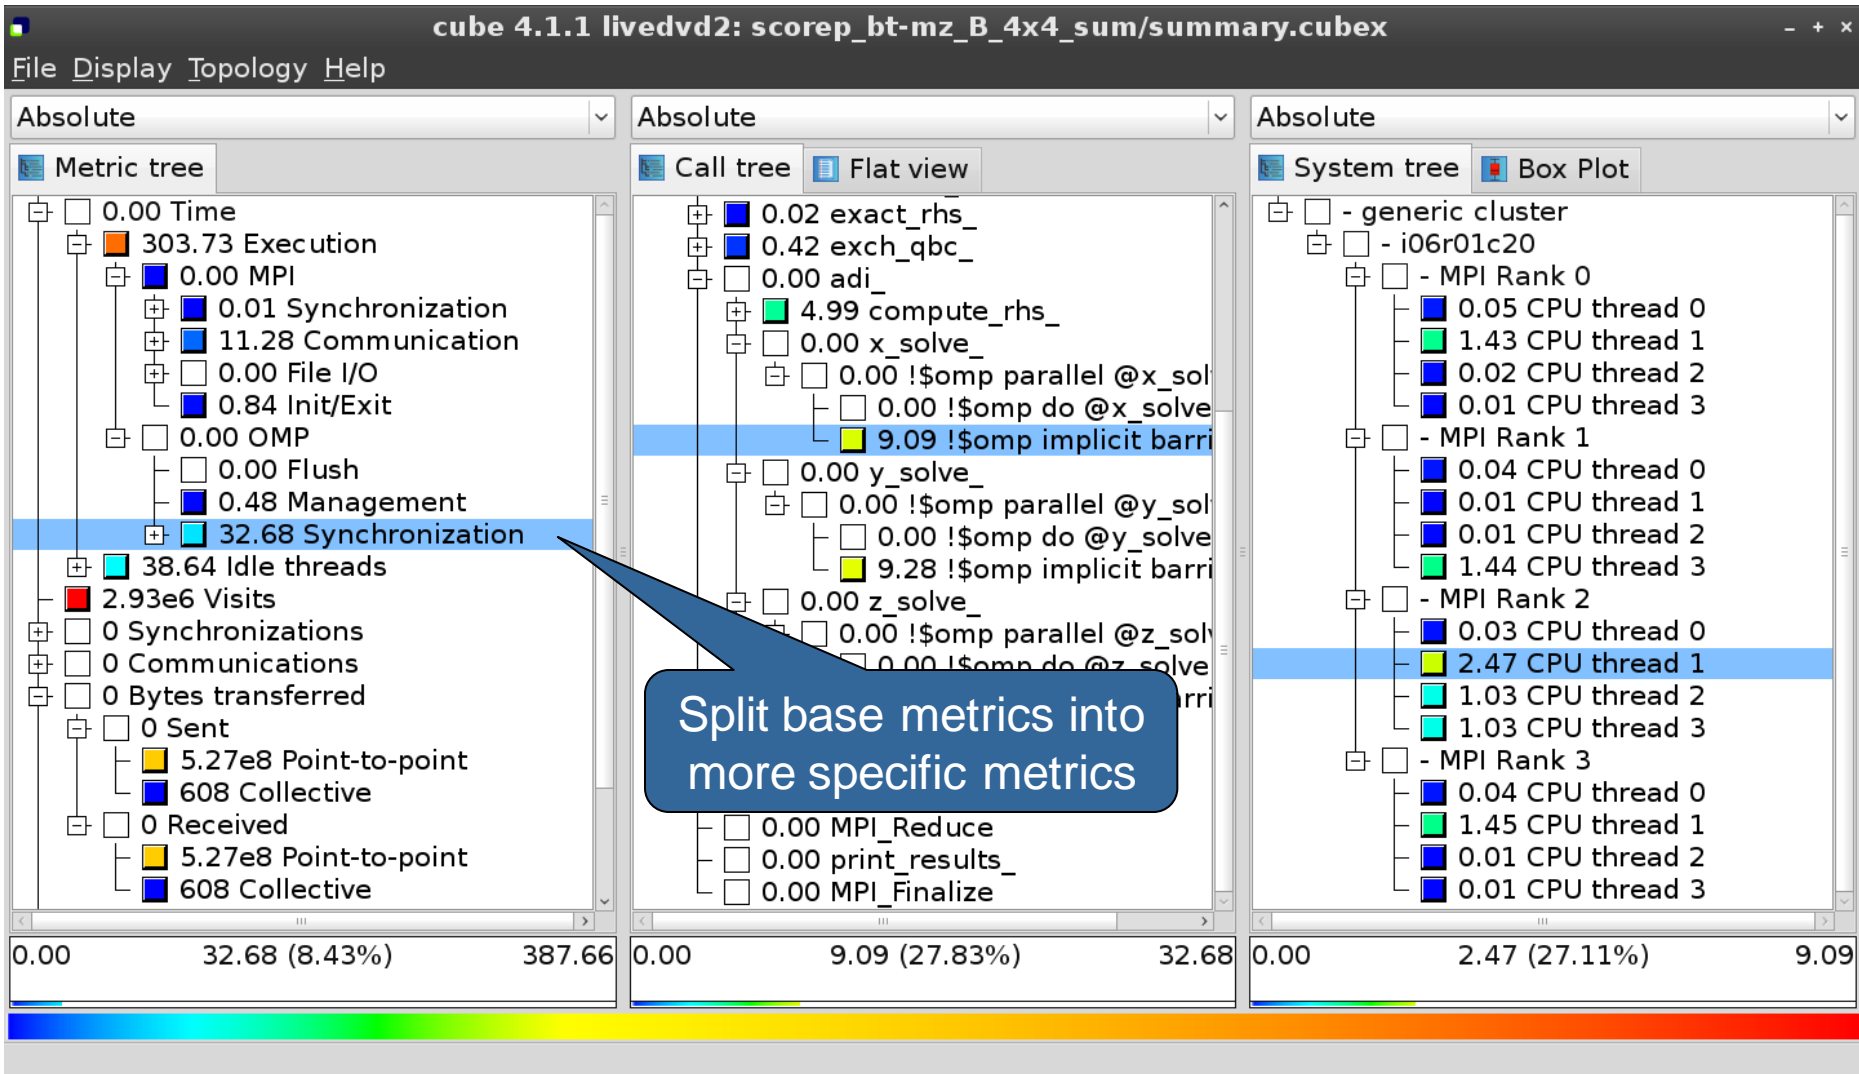 cube 4.1.1 livedvd2: scorep_bt-mz_B_4x4_sum/summary.cubex
File Display Topology Help
Absolute
Metric tree
0.00 Time
303.73 Execution
0.00 MPI
0.01 Synchronization
11.28 Communication
0.00 File I/O
0.84 Init/Exit
0.00 OMP
0.00 Flush
0.48 Management
32.68 Synchronization
38.64 Idle threads
2.93e6 Visits
0 Synchronizations
0 Communications
0 Bytes transferred
0 Sent
5.27e8 Point-to-point
608 Collective
0 Received
5.27e8 Point-to-point
608 Collective
0.00 32.68 (8.43%) 387.66
Absolute
Call tree Flat view
0.02 exact_rhs_
0.42 exch_qbc_
0.00 adi_
4.99 compute_rhs_
0.00 x_solve_
0.00 !$omp parallel @x_sol
0.00 !$omp do @x_solve
9.09 !$omp implicit barri
0.00 y_solve_
0.00 !$omp parallel @y_sol
0.00 !$omp do @y_solve
9.28 !$omp implicit barri
0.00 z_solve_
0.00 !$omp parallel @z_solv
0.00 !$omp do @z_solve
rri
Split base metrics into
more specific metrics
0.00 MPI_Reduce
0.00 print_results_
0.00 MPI_Finalize
0.00 9.09 (27.83%) 32.68
Absolute
System tree Box Plot
- generic cluster
- i06r01c20
- MPI Rank 0
0.05 CPU thread 0
1.43 CPU thread 1
0.02 CPU thread 2
0.01 CPU thread 3
- MPI Rank 1
0.04 CPU thread 0
0.01 CPU thread 1
0.01 CPU thread 2
1.44 CPU thread 3
- MPI Rank 2
0.03 CPU thread 0
2.47 CPU thread 1
1.03 CPU thread 2
1.03 CPU thread 3
- MPI Rank 3
0.04 CPU thread 0
1.45 CPU thread 1
0.01 CPU thread 2
0.01 CPU thread 3
0.00 2.47 (27.11%) 9.09